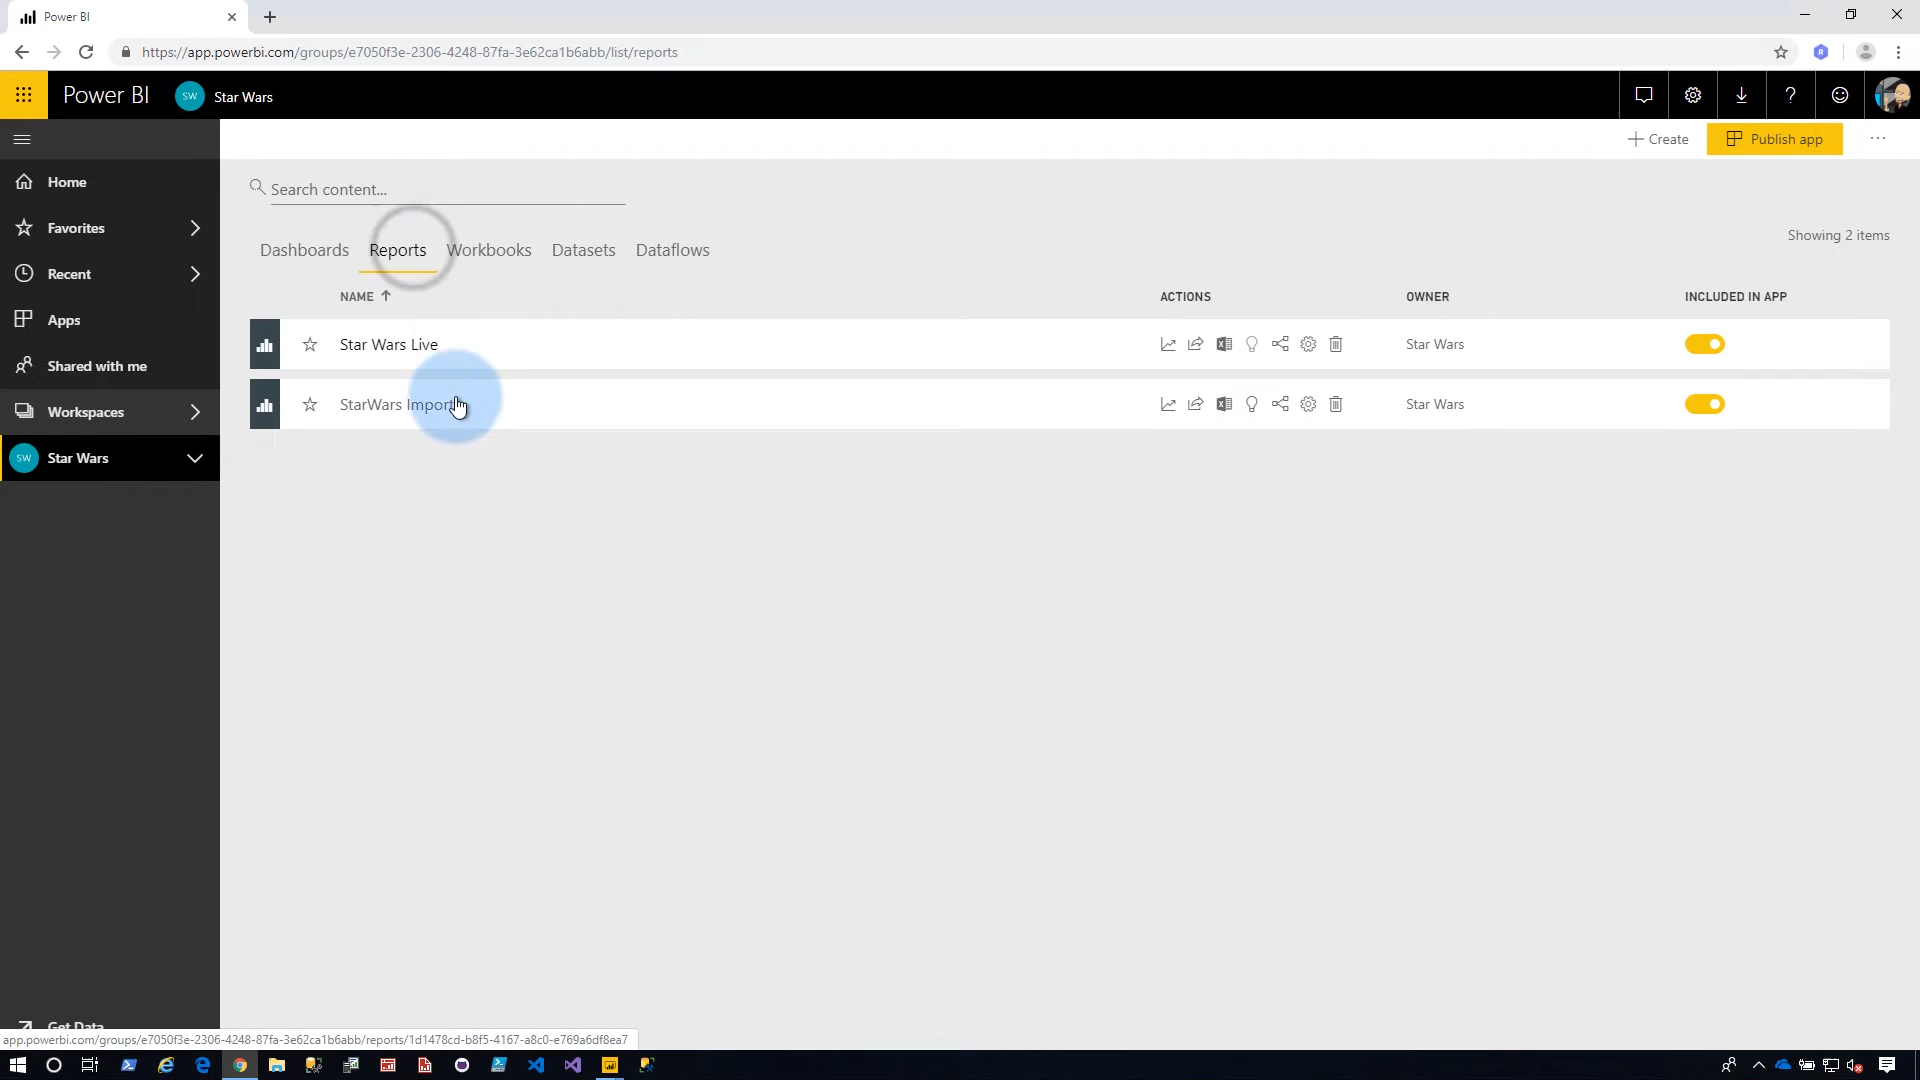 Power BI
https://app.powerbi.com/groups/e7050f3e-2306-4248-87fa-3e62ca1b6abb/list/reports
Power BI SW Star Wars
Create Publish app
Home
Search content...
Favorites
Showing 2 items
Dashboards Reports Workbooks Datasets Dataflows
Recent
NAME ACTIONS OWNER INCLUDED IN APP
Apps
Star Wars Live Star Wars
Shared with me
StarWars Import Star Wars
Workspaces
SW Star Wars
Get Data
app.powerbi.com/groups/e7050f3e-2306-4248-87fa-3e62ca1b6abb/reports/1d1478cd-b8f5-4167-a8c0-e769a6df8ea7